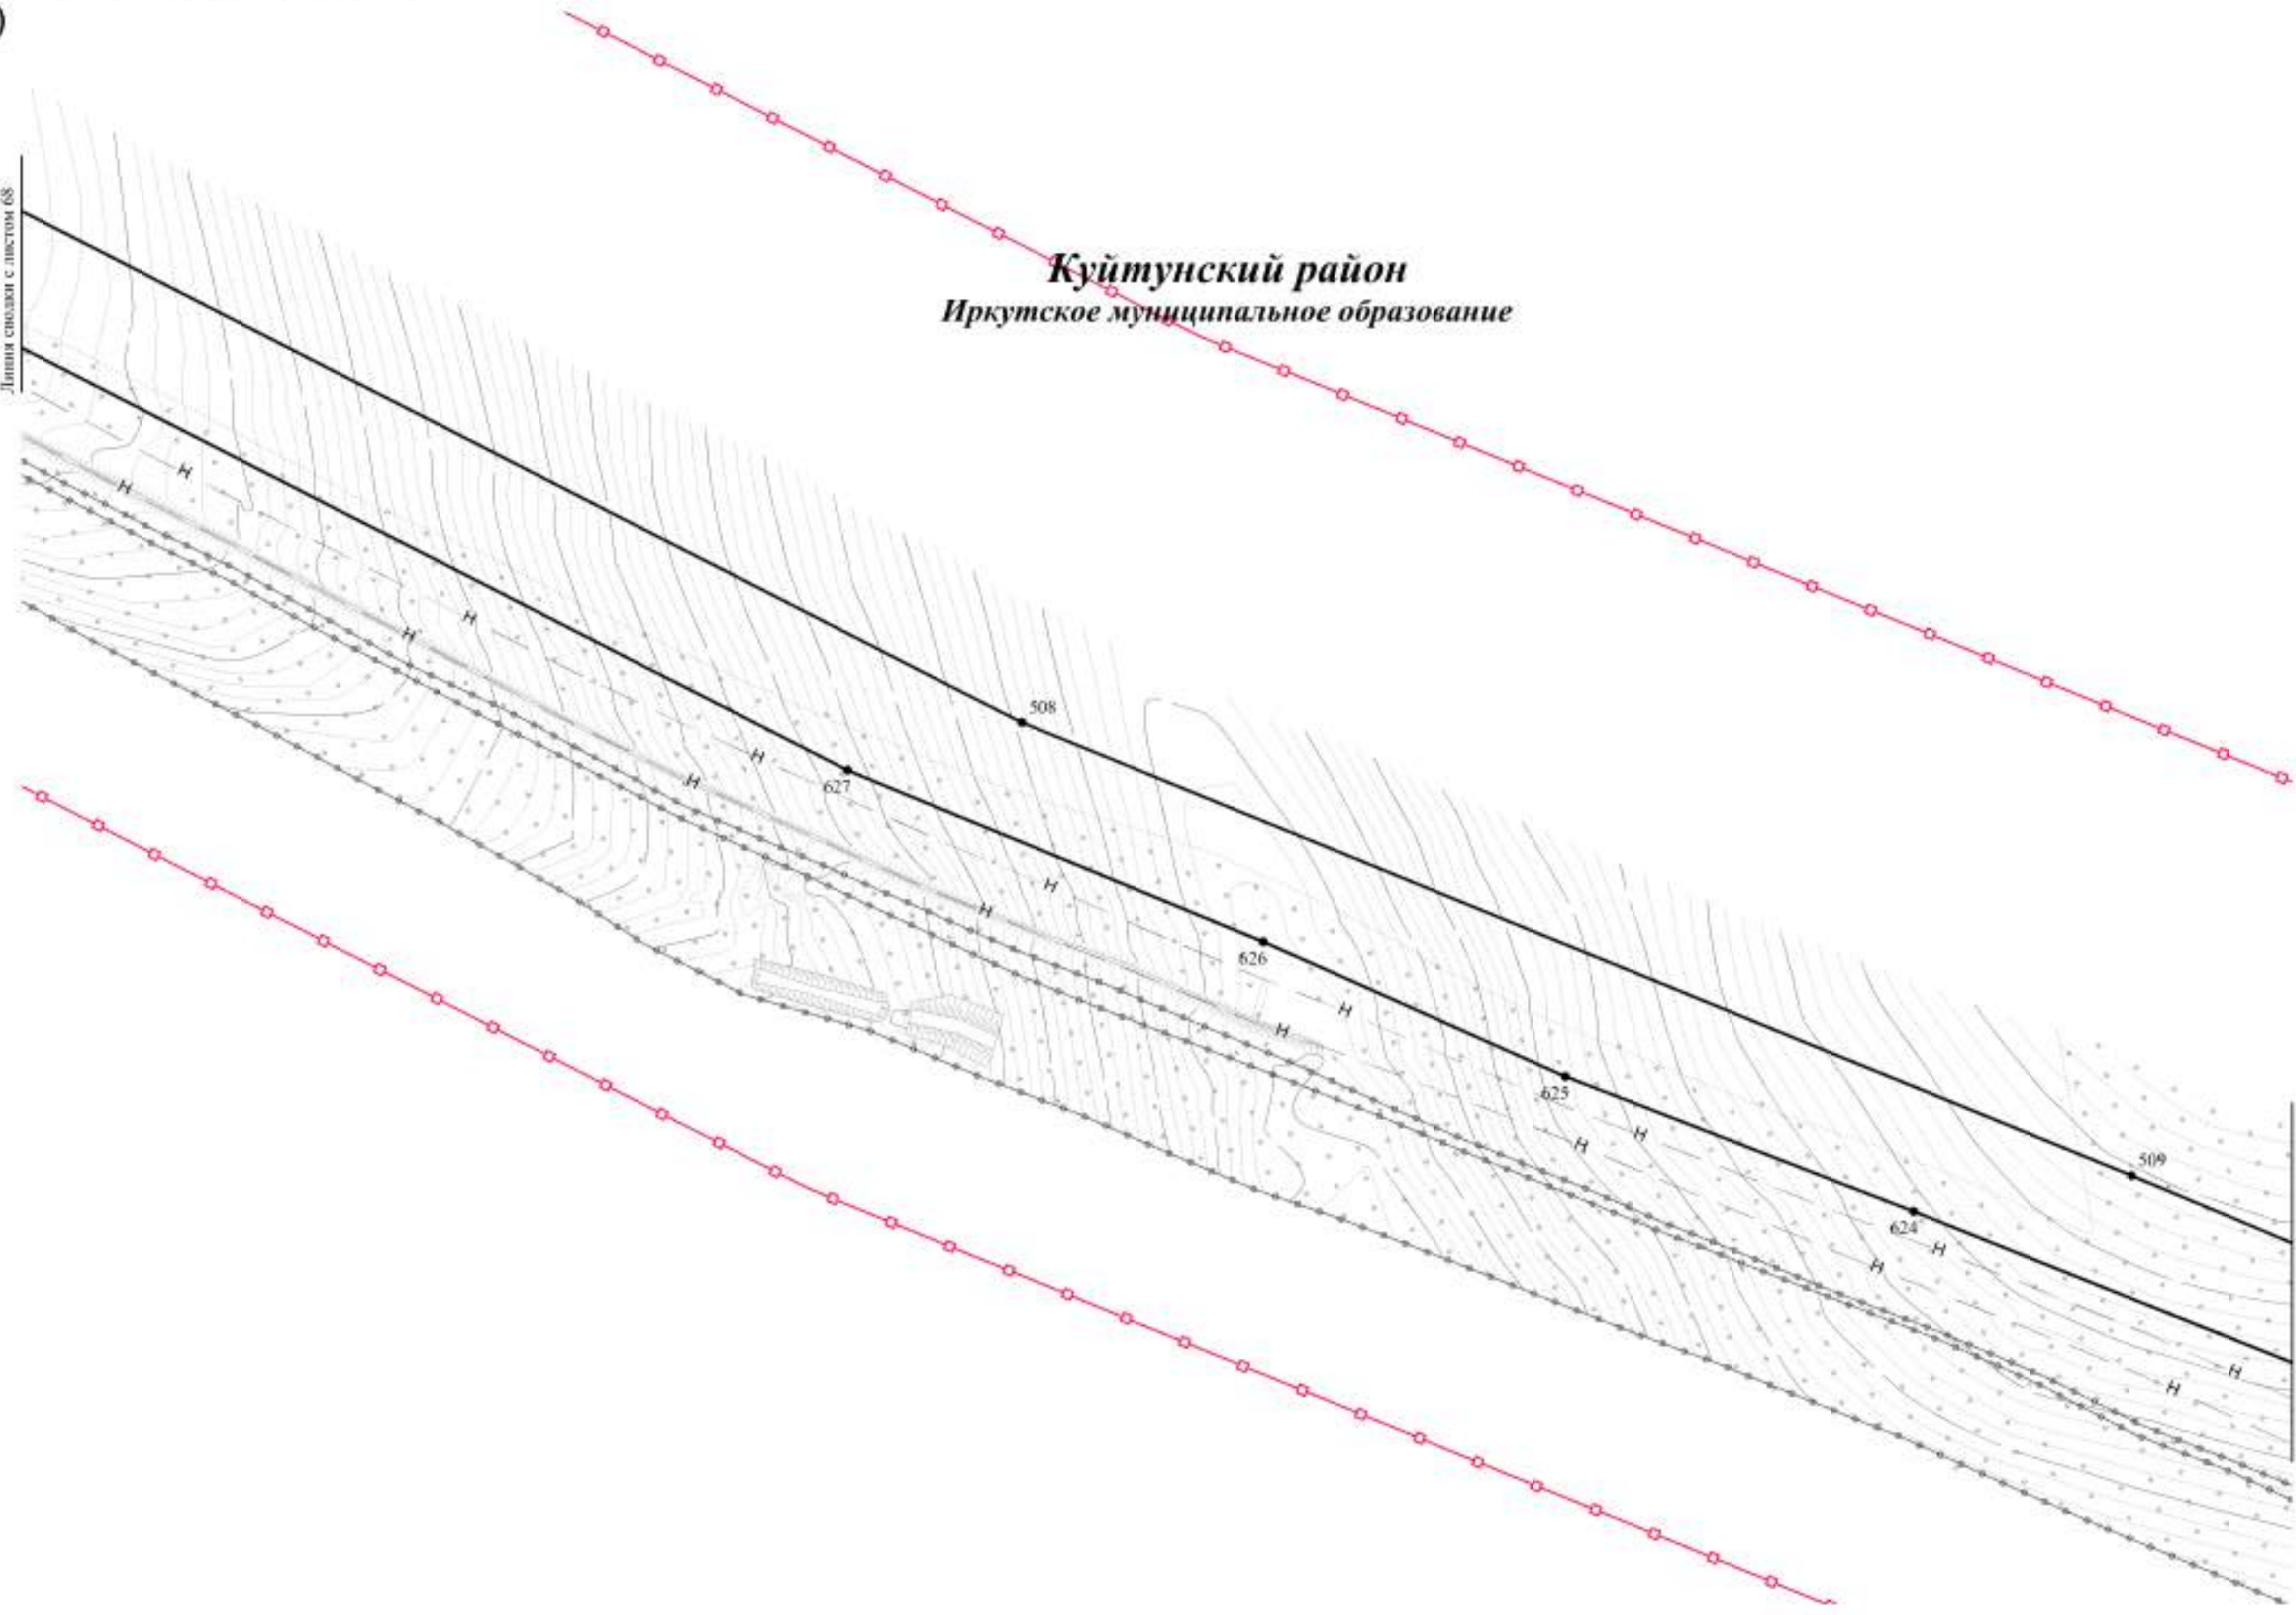 )
Линия сводки с листом 68
Куйтунский район
Иркутское муниципальное образование
Н
Н
Н
Н
508
Н
Н
627
Н
Н
626
Н
Н
625
Н
Н
509
624
Н
Н
Н
Н